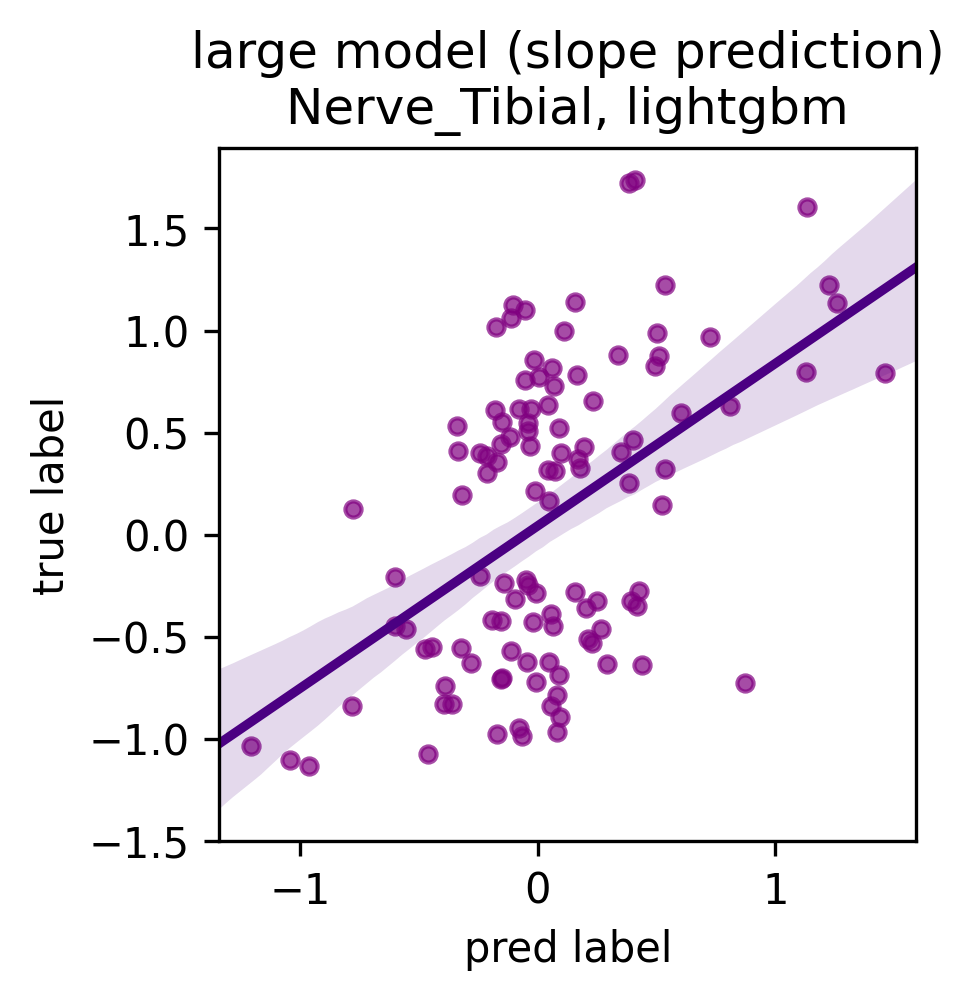 large model (slope prediction)
Nerve_Tibial, lightgbm
1.5
1.0
0.5
0.0
−0.5
−1.0
−1.5
true label
−1
0
1
pred label